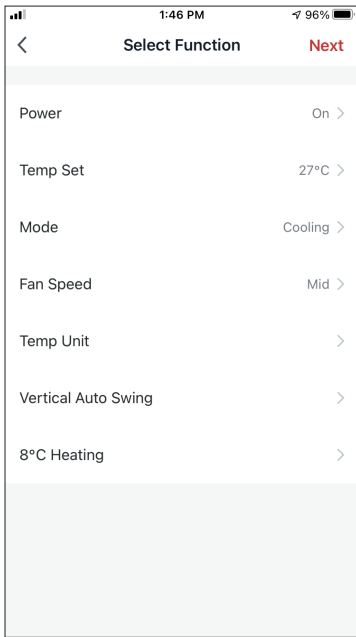 1:46 PM 96%
Select Function Next
Power On
Temp Set 27°C
Mode Cooling
Fan Speed Mid
Temp Unit
Vertical Auto Swing
8°C Heating